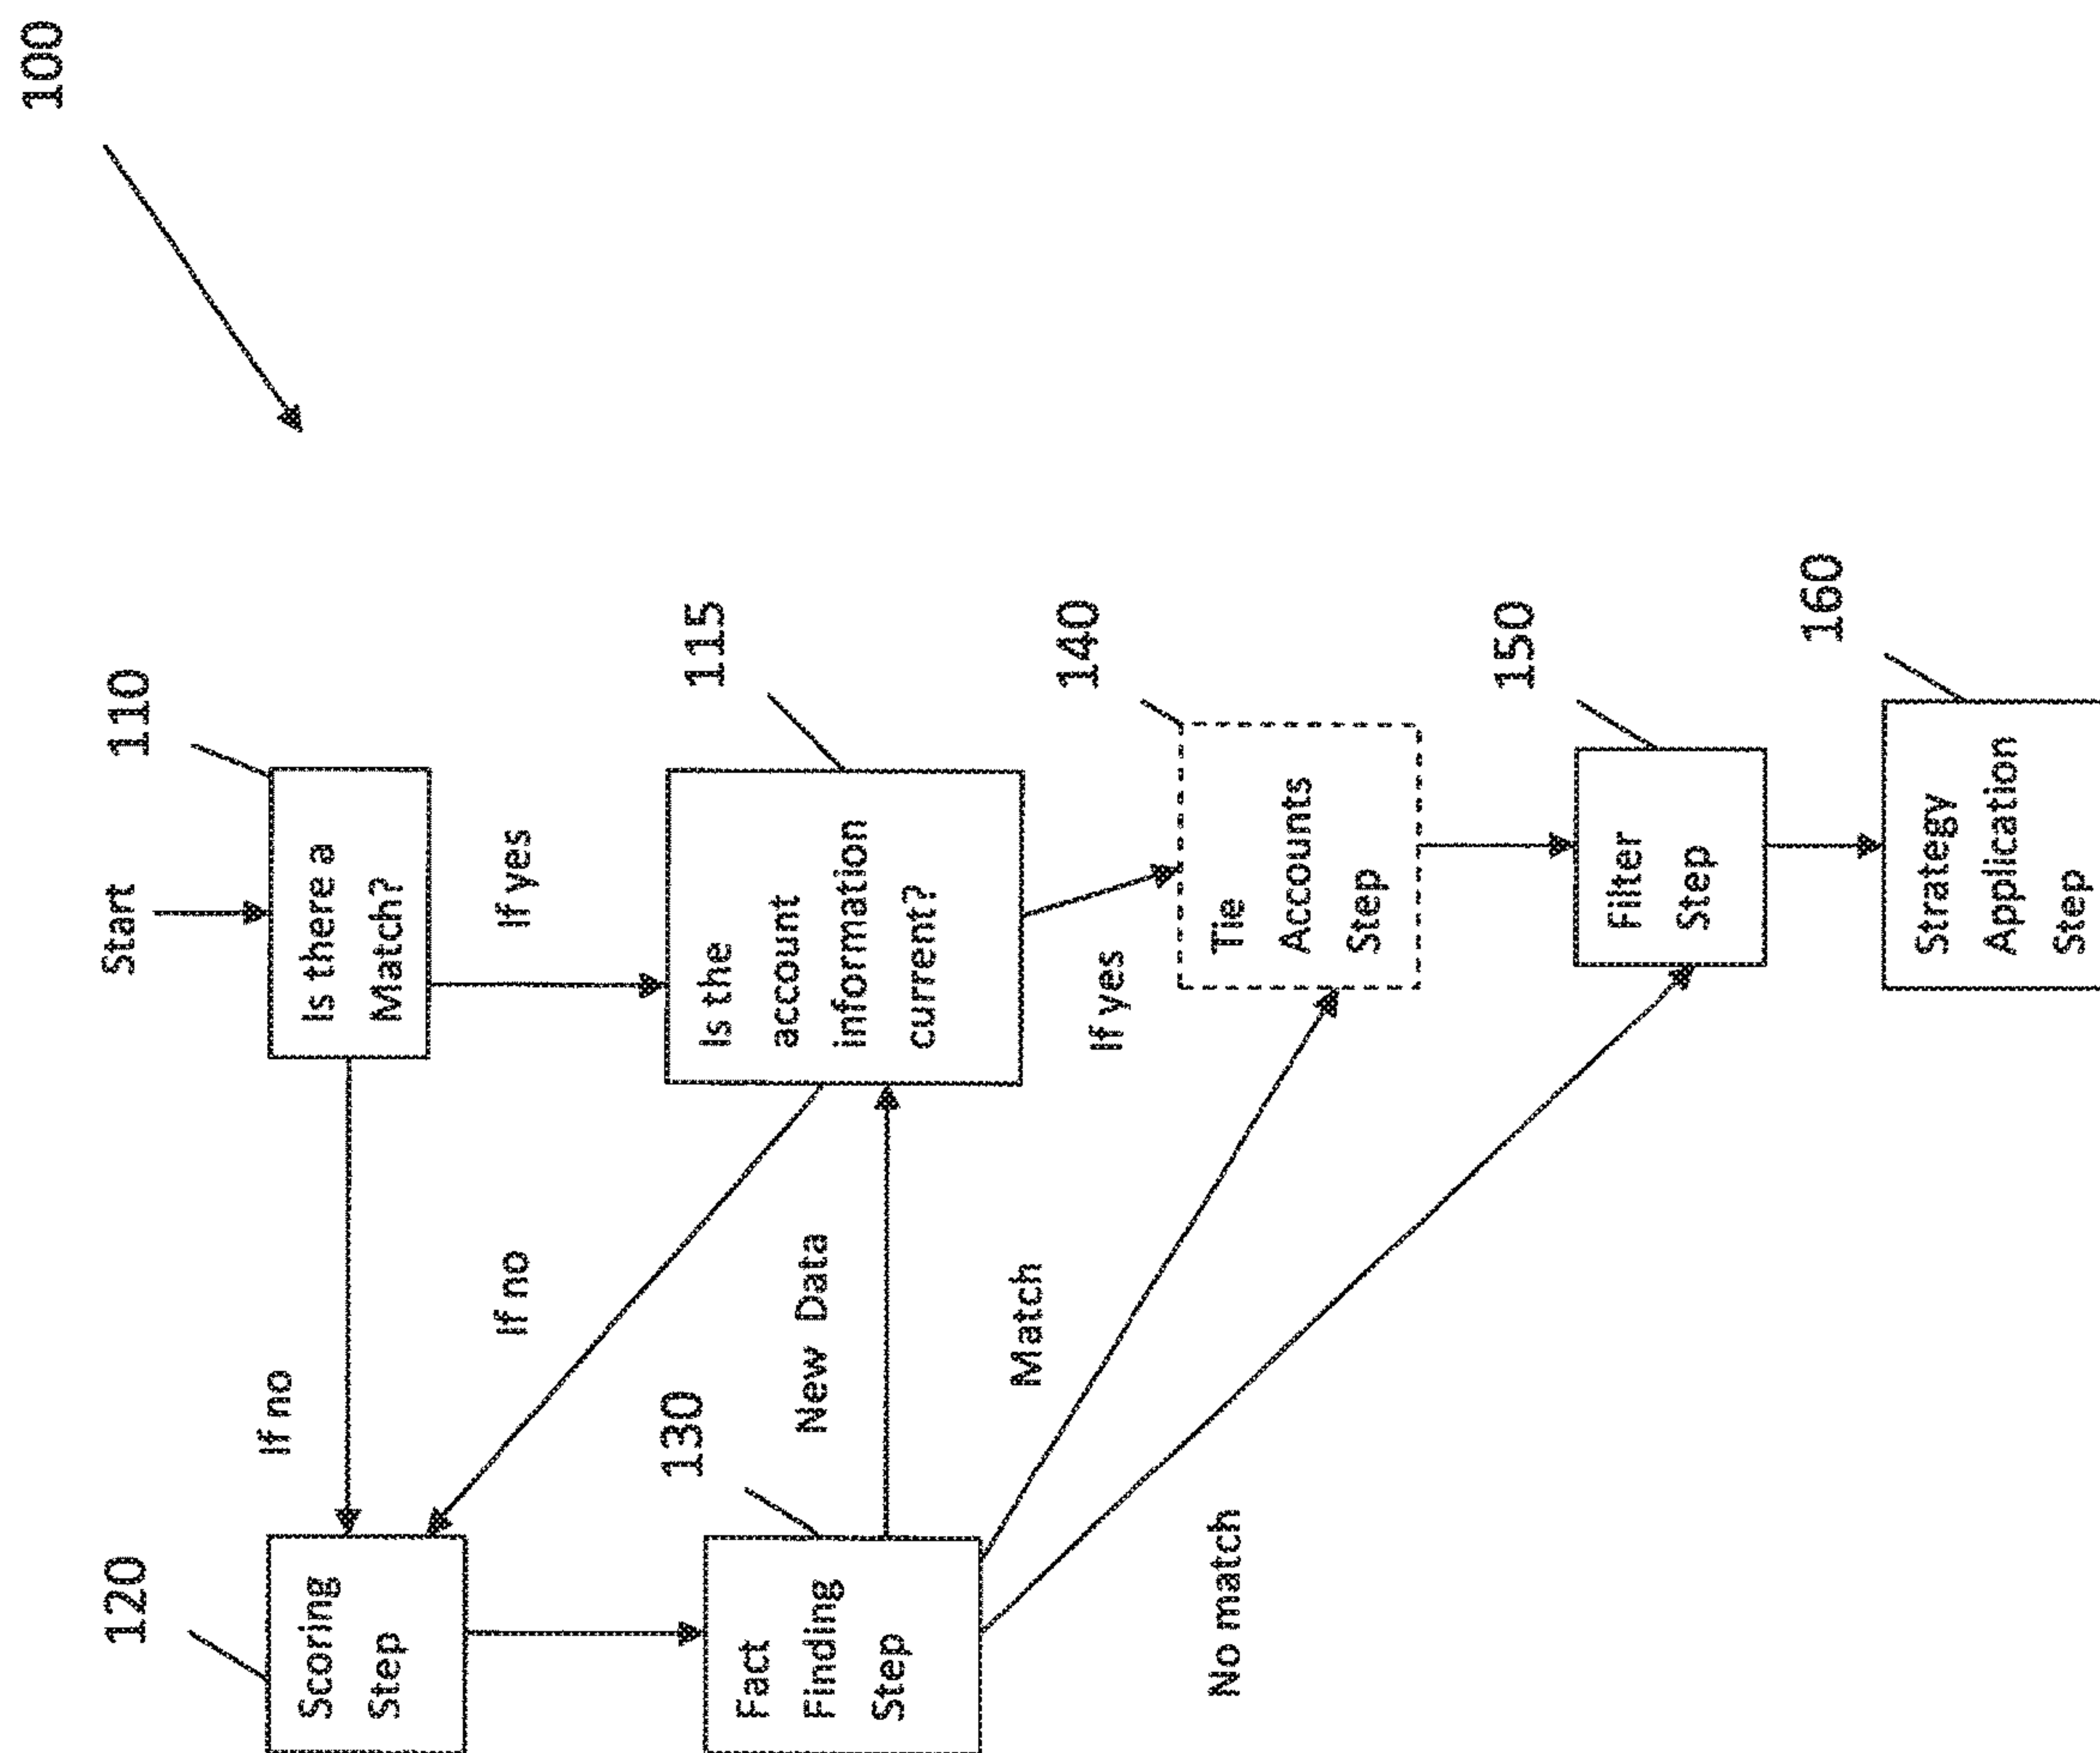 100
Start
110
Is there a
Match?
If no
If yes
120
Scoring
Step
If no
115
Is the
account
information
current?
130
Fact
Finding
Step
New Data
Match
No match
If yes
140
Tie
Accounts
Step
150
Filter
Step
160
Strategy
Application
Step